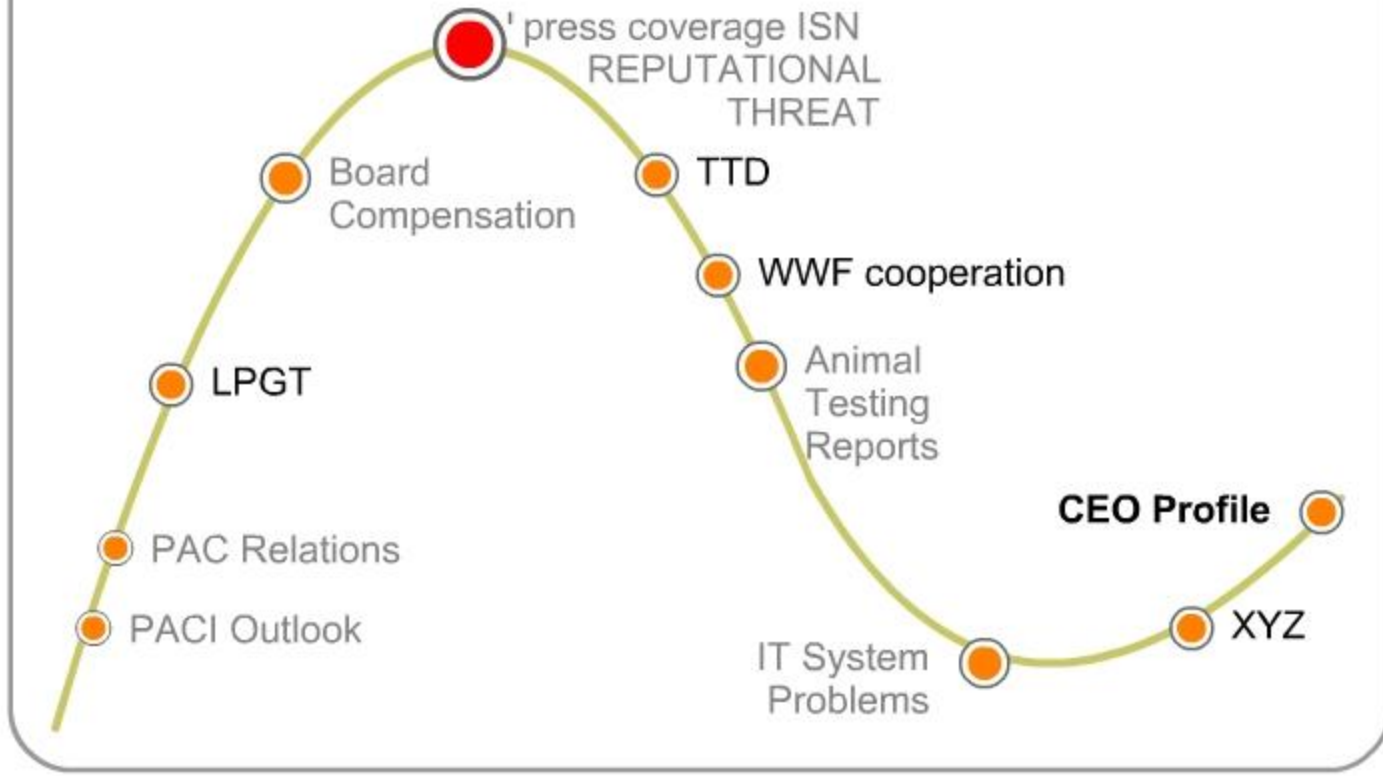 ' press coverage ISN
REPUTATIONAL
THREAT
Board
Compensation
TTD
WWF cooperation
Animal
Testing
Reports
LPGT
CEO Profile
PAC Relations
PACI Outlook
XYZ
IT System
Problems